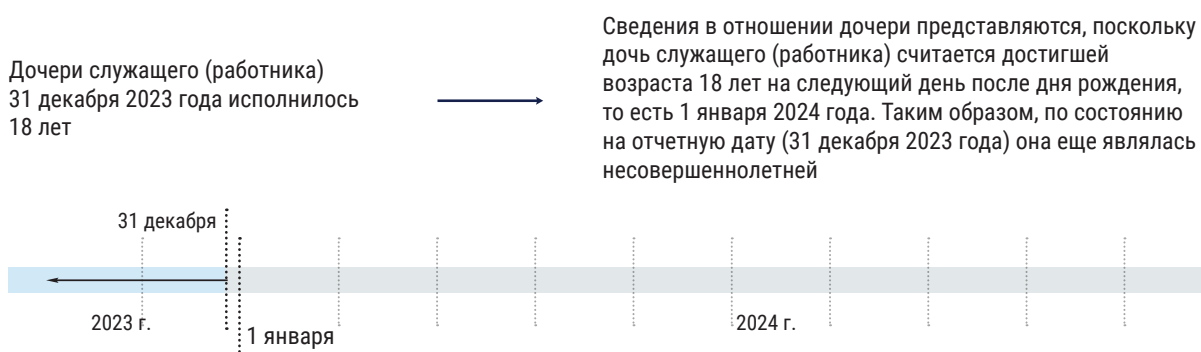 Дочери служащего (работника)
31 декабря 2023 года исполнилось
18 лет
Сведения в отношении дочери представляются, поскольку
дочь служащего (работника) считается достигшей
возраста 18 лет на следующий день после дня рождения,
то есть 1 января 2024 года. Таким образом, по состоянию
на отчетную дату (31 декабря 2023 года) она еще являлась
несовершеннолетней
31 декабря
2023 г.
1 января
2024 г.